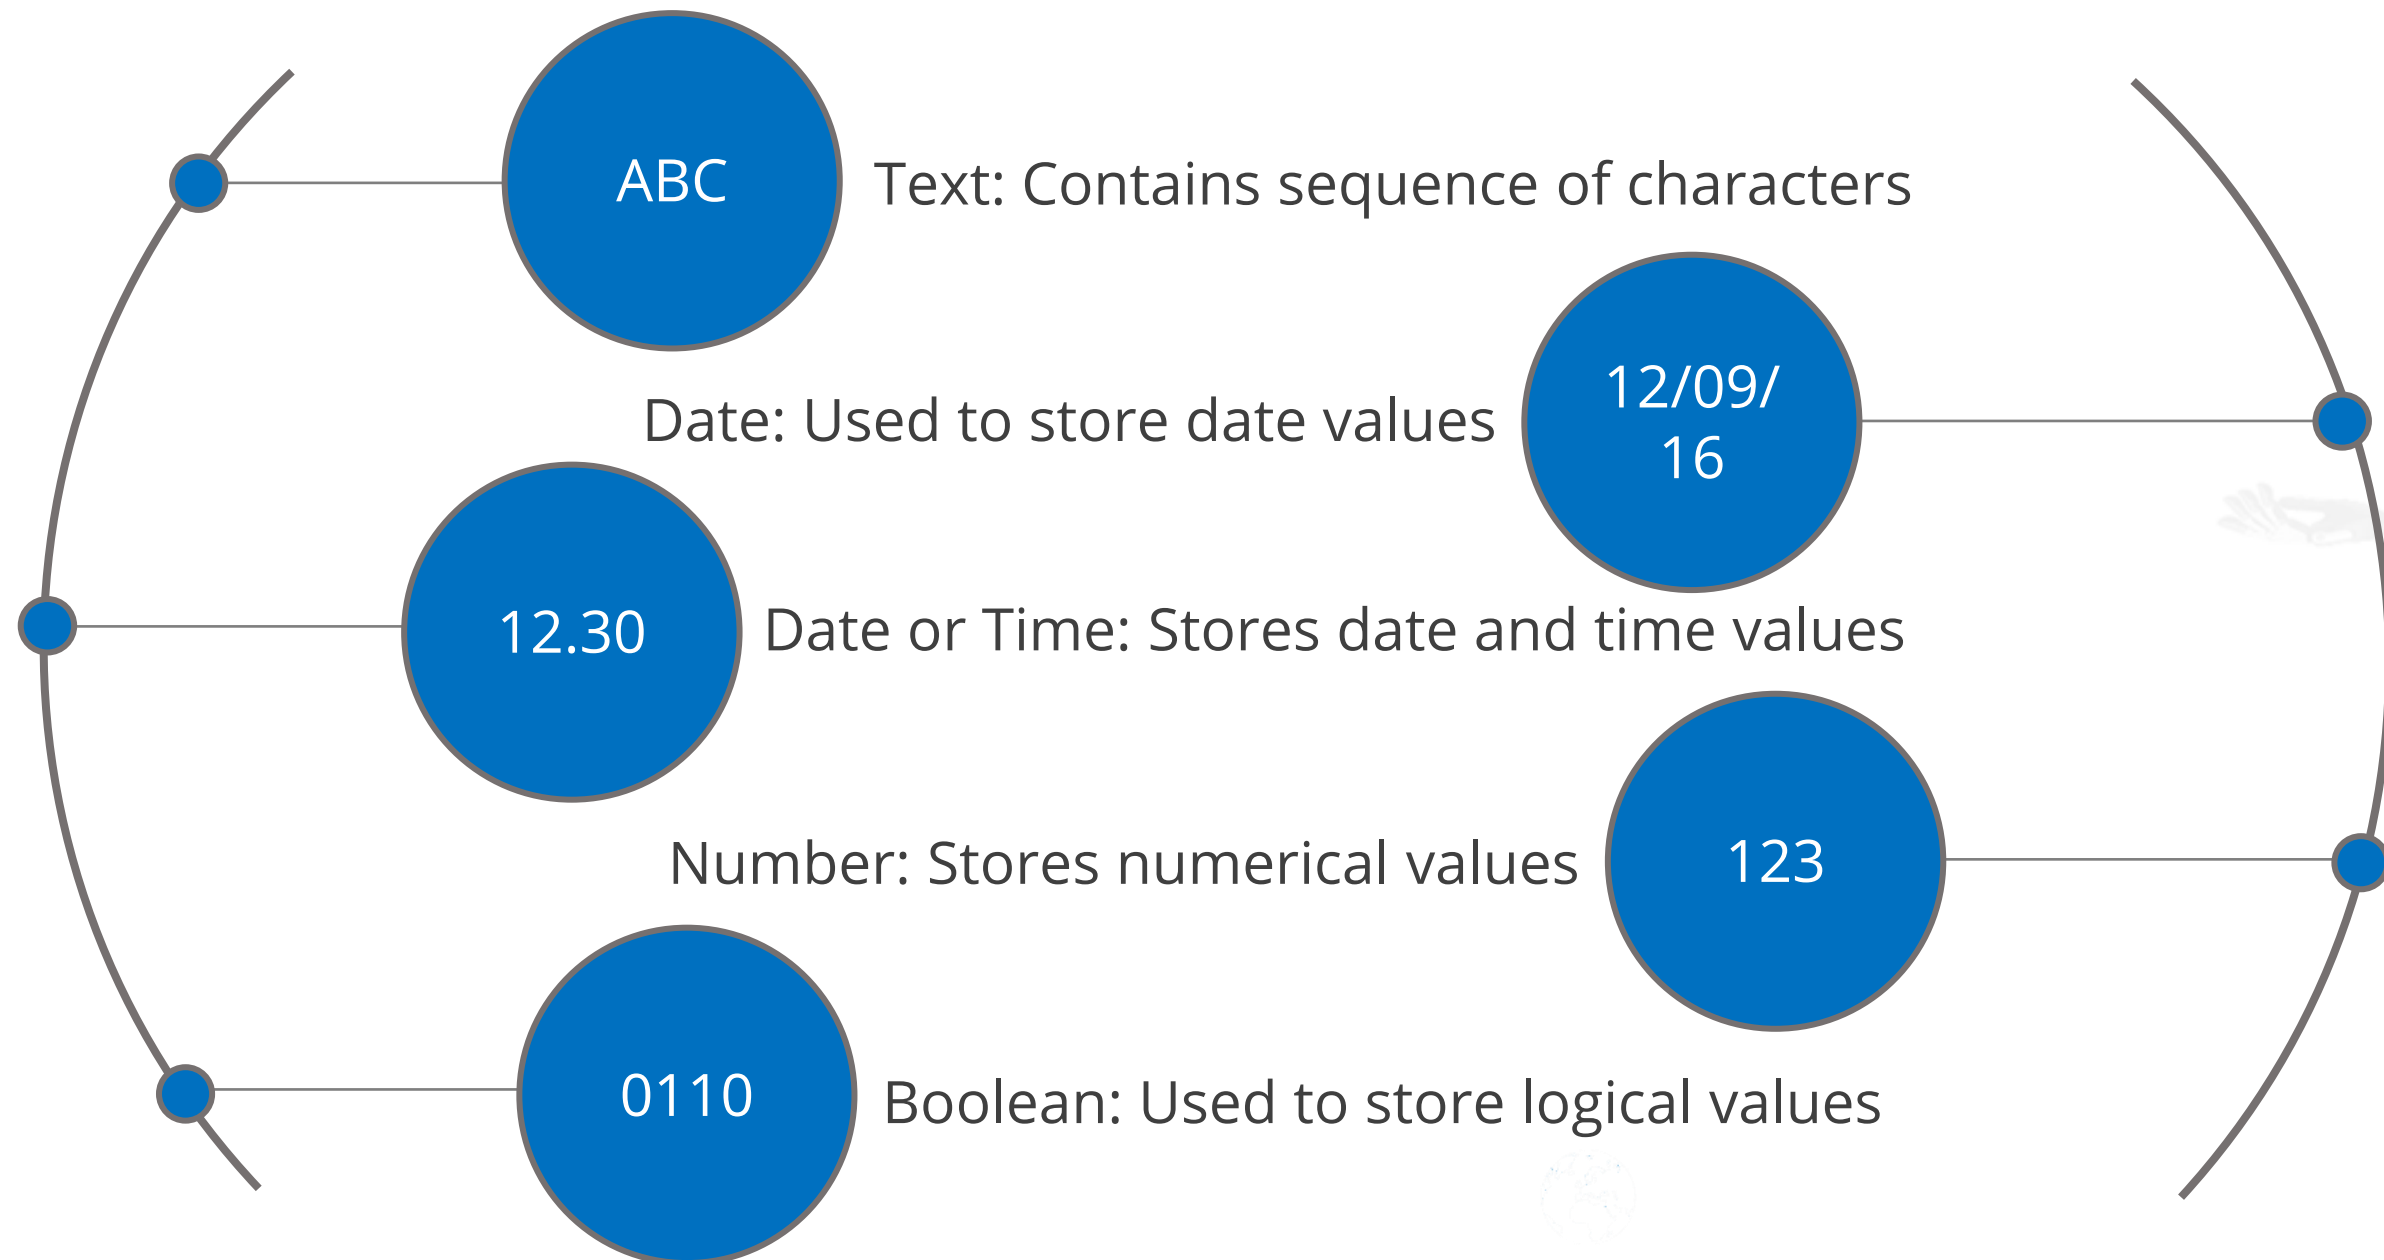 ABC
Text: Contains sequence of characters
Date: Used to store date values
12/09/
16
12.30
Date or Time: Stores date and time values
Number: Stores numerical values
123
0110
Boolean: Used to store logical values